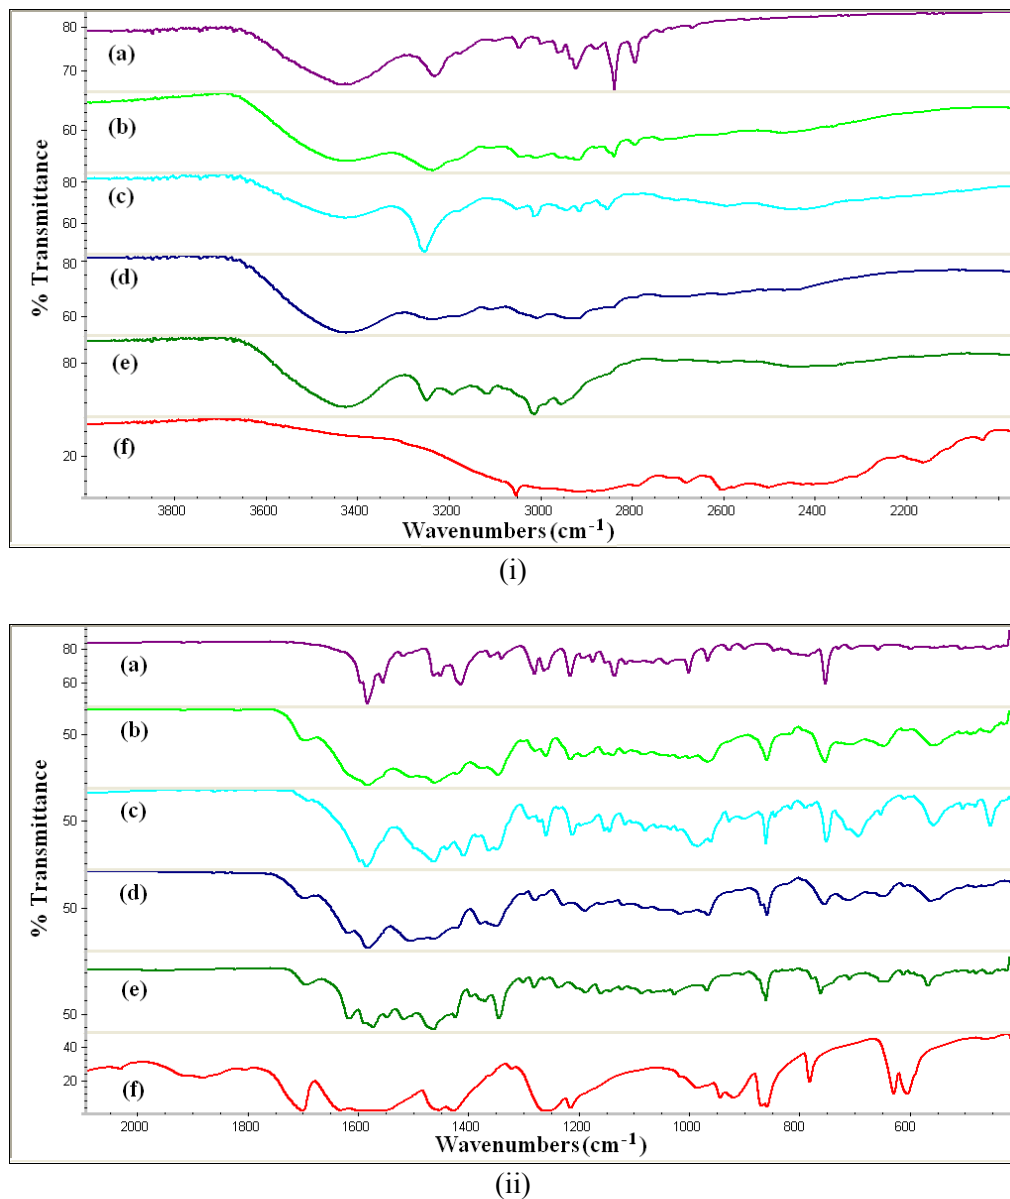 80
(a)
70
(b)
60
80
(c)
60
80
(d)
60
(e)
80
(f)
20
% Transmittance
3800 3600 3400 3200 3000 2800 2600 2400 2200
Wavenumbers (cm-1)
(i)
80
(a)
60
(b)
50
(c)
50
(d)
50
(e)
50
40
(f)
20
% Transmittance
2000 1800 1600 1400 1200 1000 800 600
Wavenumbers (cm-1)
(ii)